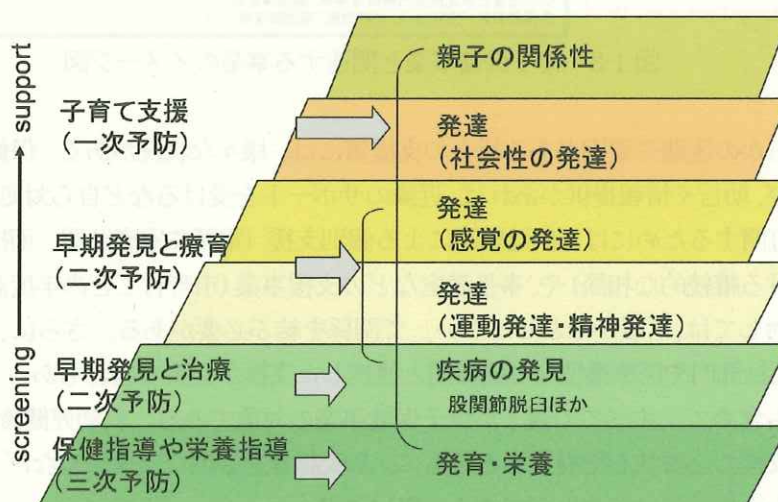 support
screening
子育て支援
(一次予防)
早期発見と療育
(二次予防)
早期発見と治療
(二次予防)
保健指導や栄養指導
(三次予防)
親子の関係性
発達
(社会性の発達)
発達
(感覚の発達)
発達
(運動発達・精神発達)
疾病の発見
股関節脱臼ほか
発育・栄養